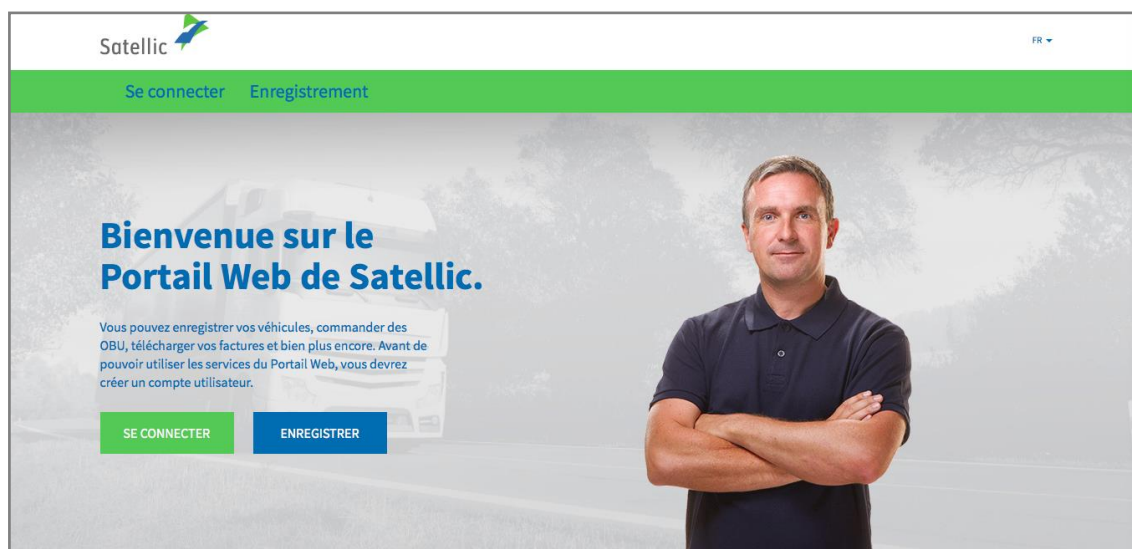 Satellic
FR
Se connecter Enregistrement
Bienvenue sur le
Portail Web de Satellic.
Vous pouvez enregistrer vos véhicules, commander des
OBU, télécharger vos factures et bien plus encore. Avant de
pouvoir utiliser les services du Portail Web, vous devrez
créer un compte utilisateur.
SE CONNECTER ENREGISTRER